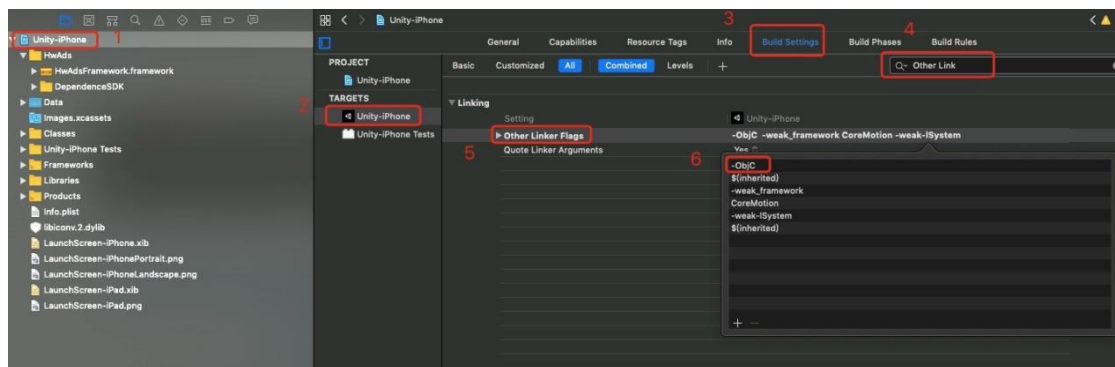 Unity-iPhone
1
Unity-iPhone
HwAds
HwAdsFramework.framework
DependenceSDK
Data
Images.xcassets
Classes
Unity-iPhone Tests
Frameworks
Libraries
Products
Info.plist
libiconv.2.dylib
LaunchScreen-iPhone.xib
LaunchScreen-iPhonePortrait.png
LaunchScreen-iPhoneLandscape.png
LaunchScreen-iPad.xib
LaunchScreen-iPad.png
3
4
General Capabilities Resource Tags Info Build Settings Build Phases Build Rules
PROJECT
Unity-iPhone
TARGETS
2
Unity-iPhone
Unity-iPhone Tests
Basic Customized All Combined Levels +
Other Link
Linking
Setting Unity-iPhone
Other Linker Flags -ObjC -weak_framework CoreMotion -weak-lSystem
5
Quote Linker Arguments Yes
6
-ObjC
$(inherited)
-weak_framework
CoreMotion
-weak-lSystem
$(inherited)
+ −